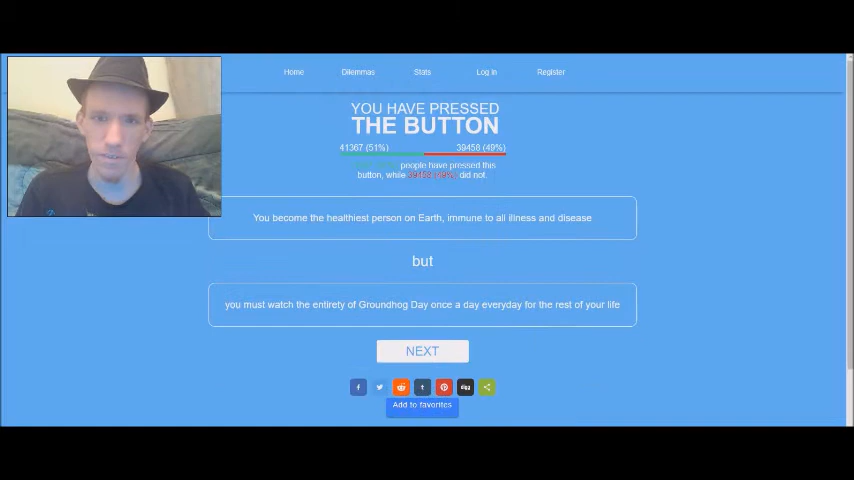 Home Dilemmas Stats Log In Register
YOU HAVE PRESSED
THE BUTTON
41367 (51%) 39458 (49%)
people have pressed this
button, while 39458 (49%) did not.
You become the healthiest person on Earth, immune to all illness and disease
but
you must watch the entirety of Groundhog Day once a day everyday for the rest of your life
NEXT
digg
Add to favorites